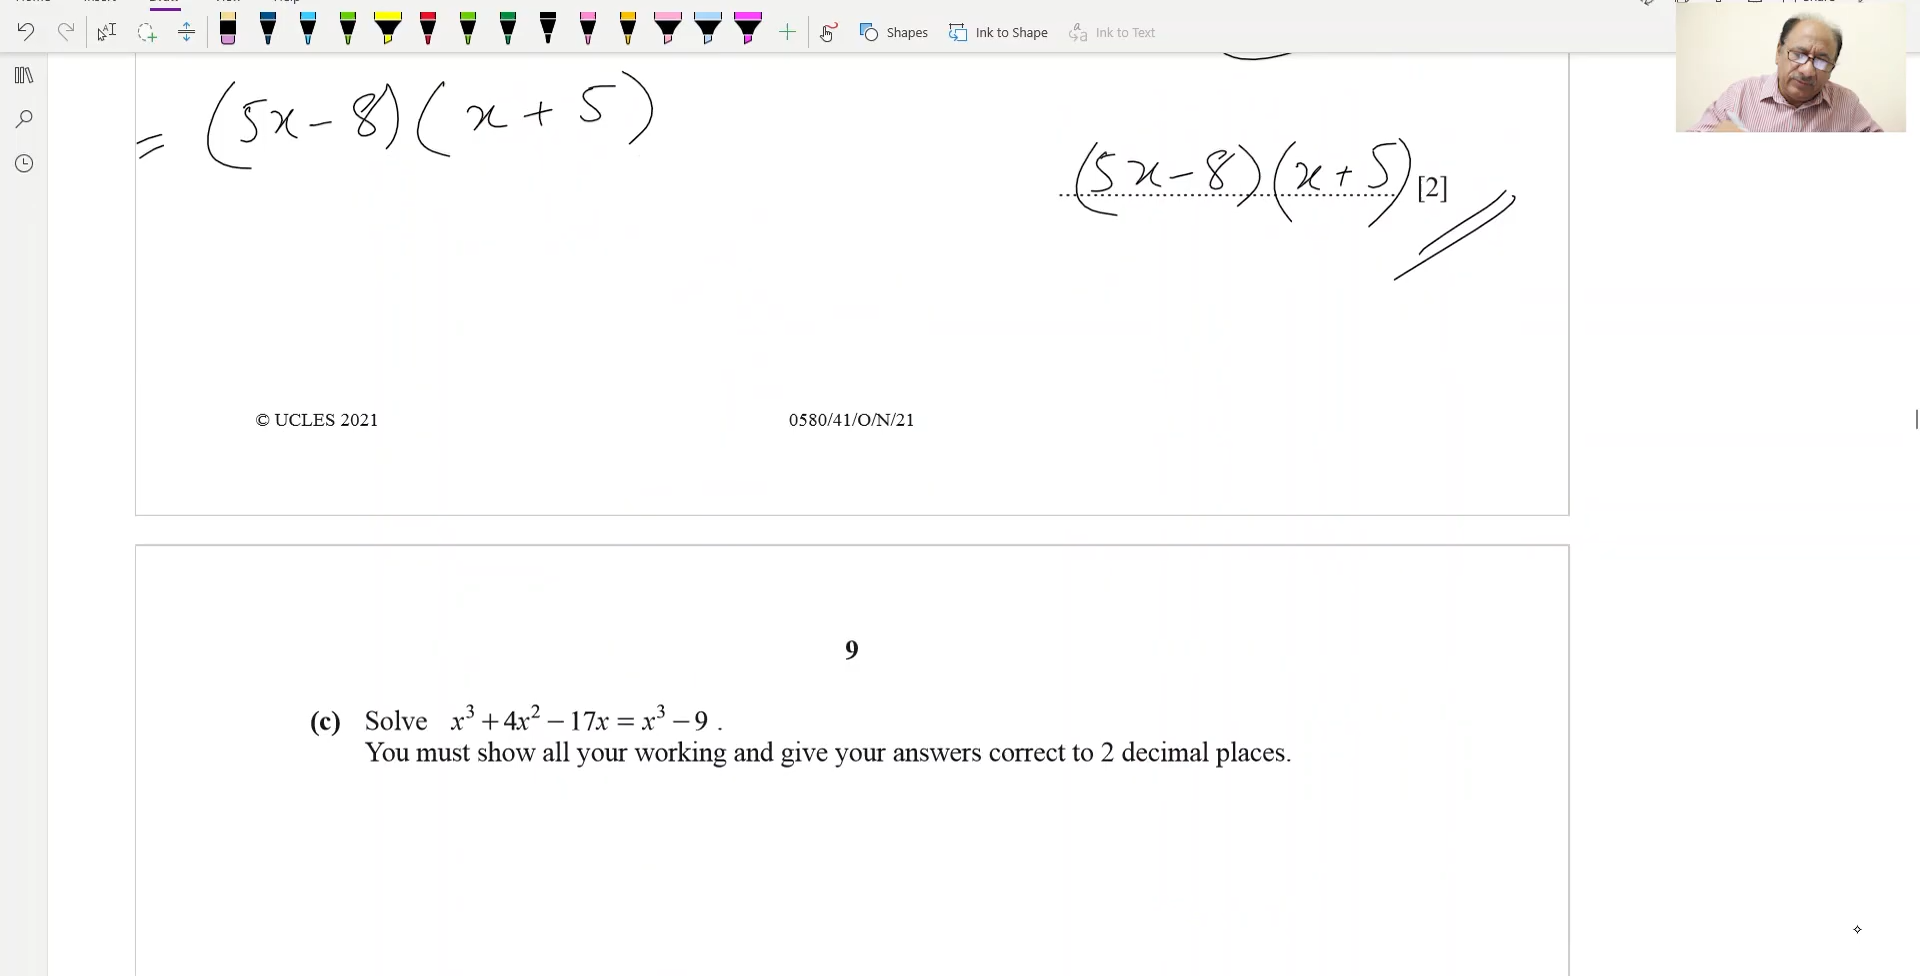 Ink to Shape
Shapes
Ink to Text
= (5x - 8)(x + 5)
(5x - 8)(x + 5) [2]
© UCLES 2021
0580/41/O/N/21
9
(c) Solve x³ + 4x² − 17x = x³ − 9 .
You must show all your working and give your answers correct to 2 decimal places.